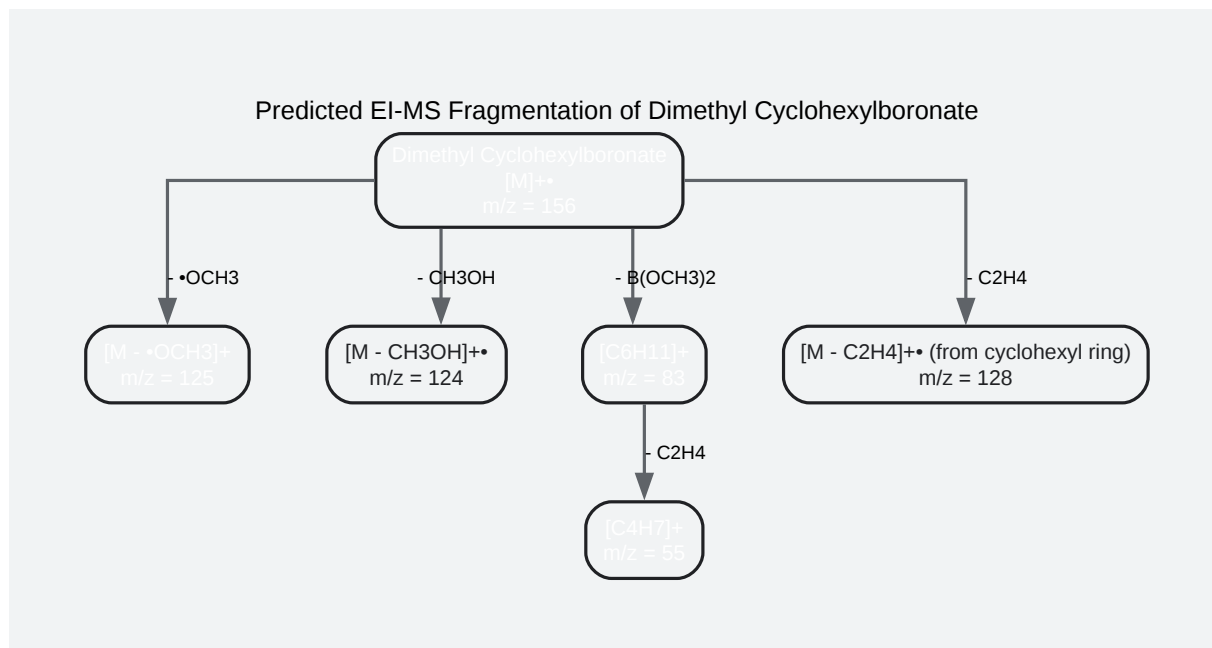 Predicted EI-MS Fragmentation of Dimethyl Cyclohexylboronate
Dimethyl Cyclohexylboronate
[M]+•
m/z = 156
- •OCH3
- CH3OH
- B(OCH3)2
- C2H4
[M - •OCH3]+
m/z = 125
[M - CH3OH]+•
m/z = 124
[C6H11]+
m/z = 83
[M - C2H4]+• (from cyclohexyl ring)
m/z = 128
- C2H4
[C4H7]+
m/z = 55